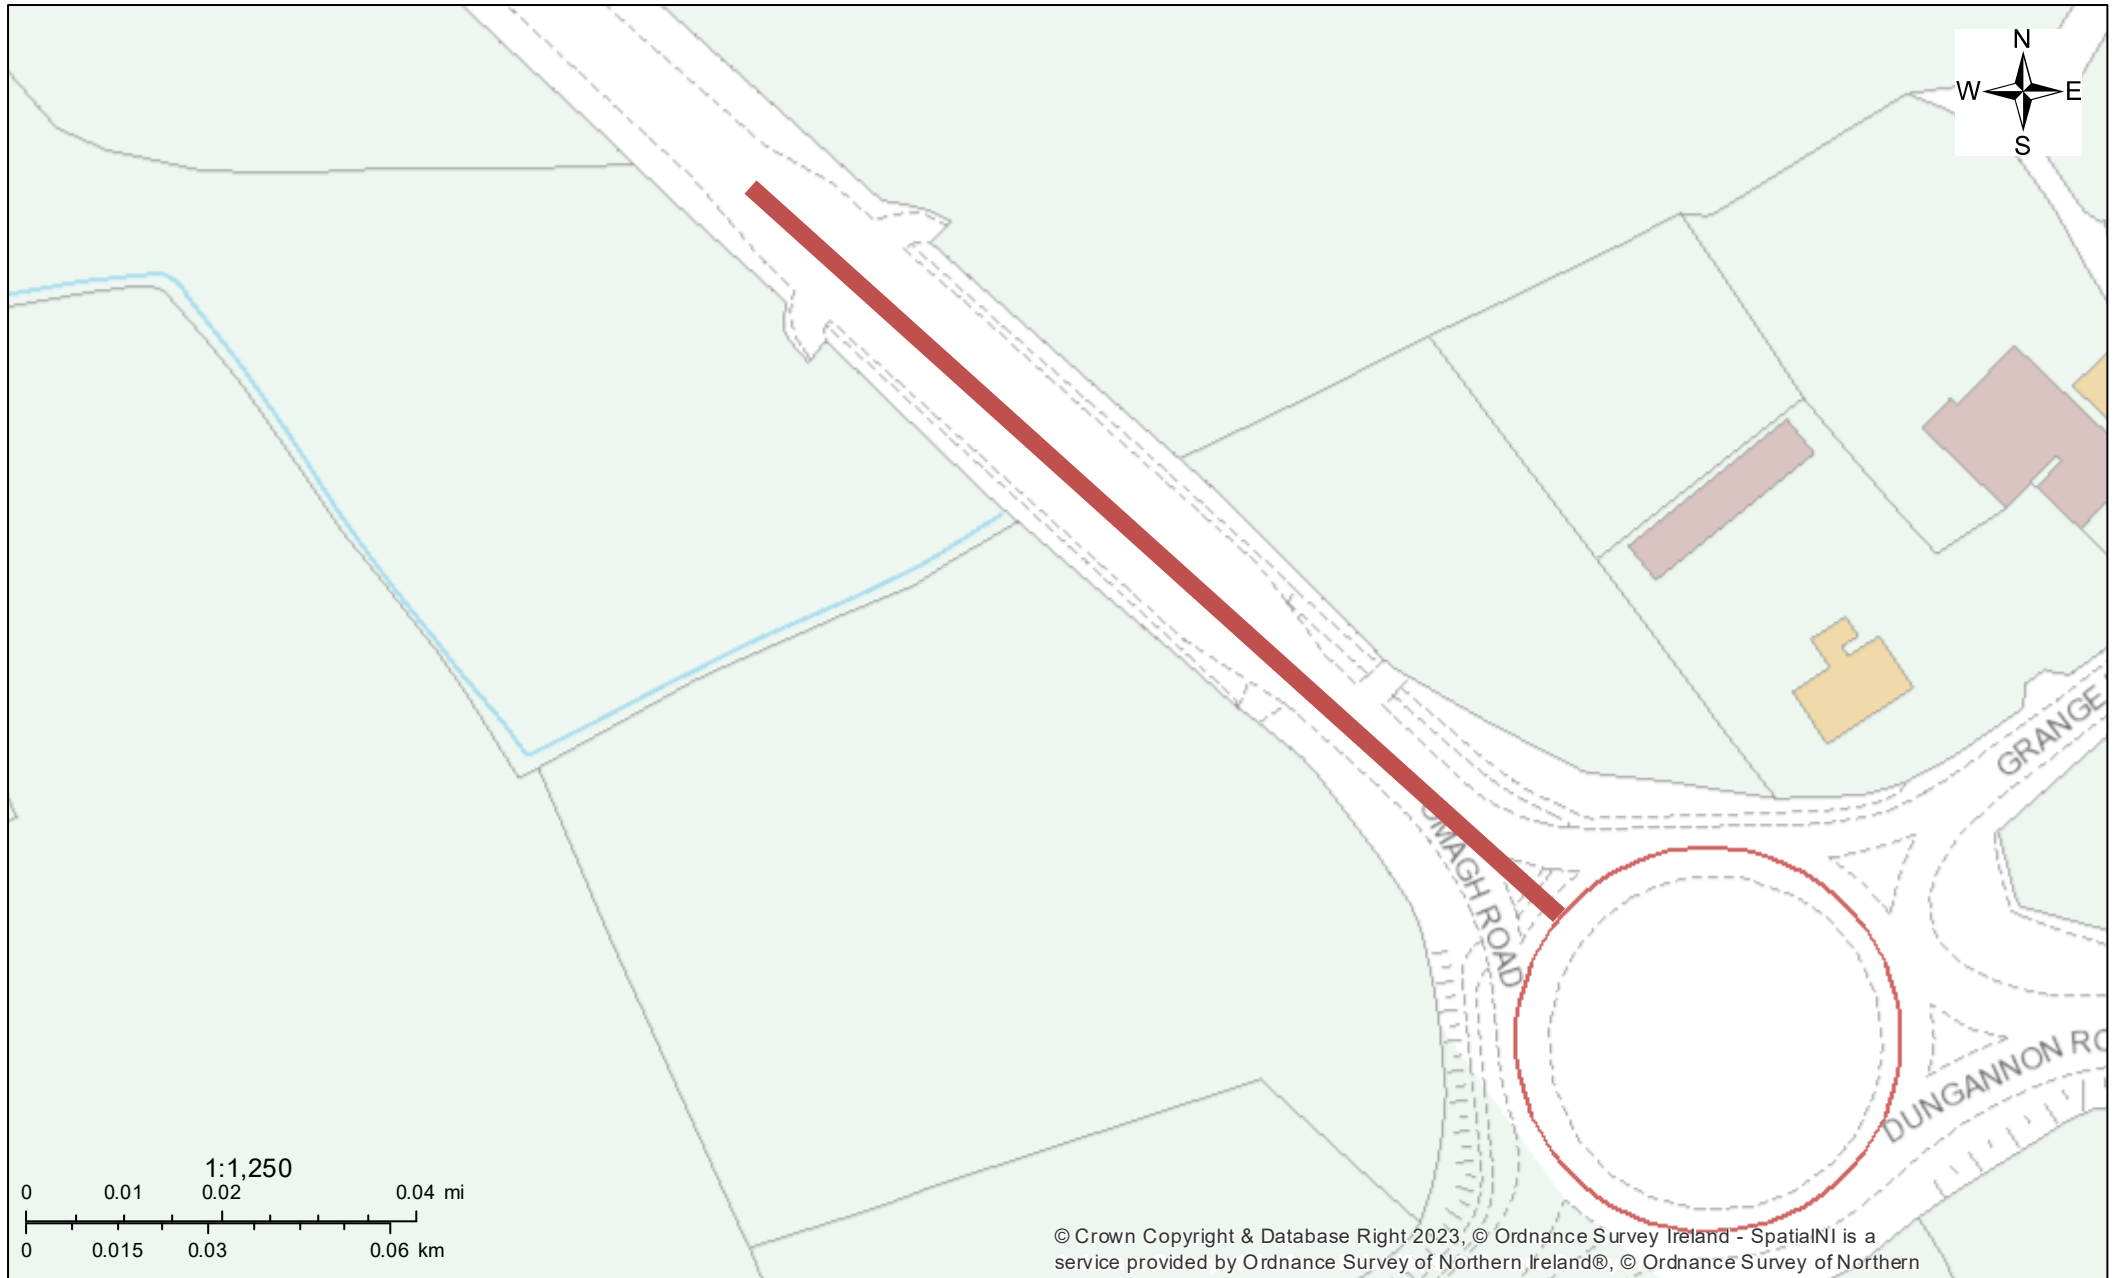 N
W E
S
GRANGE
OMAGH ROAD
DUNGANNON RO
1:1,250
0 0.01 0.02 0.04 mi
0 0.015 0.03 0.06 km
© Crown Copyright & Database Right 2023, © Ordnance Survey Ireland - SpatialNI is a
service provided by Ordnance Survey of Northern Ireland®, © Ordnance Survey of Northern